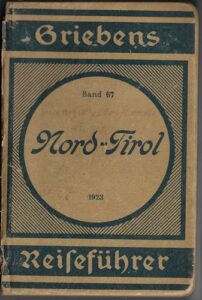 Griebens
Band 67
Nord-Tirol
1923
Reiseführer